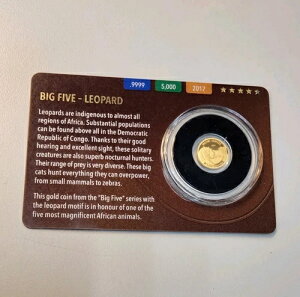 .9999 5,000 2017
BIG FIVE – LEOPARD
Leopards are indigenous to almost all
regions of Africa. Substantial populations
can be found above all in the Democratic
Republic of Congo. Thanks to their good
hearing and excellent sight, these solitary
creatures are also superb nocturnal hunters.
Their range of prey is very diverse. These big
cats hunt everything they can overpower,
from small mammals to zebras.
This gold coin from the "Big Five" series with
the leopard motif is in honour of one of the
five most magnificent African animals.